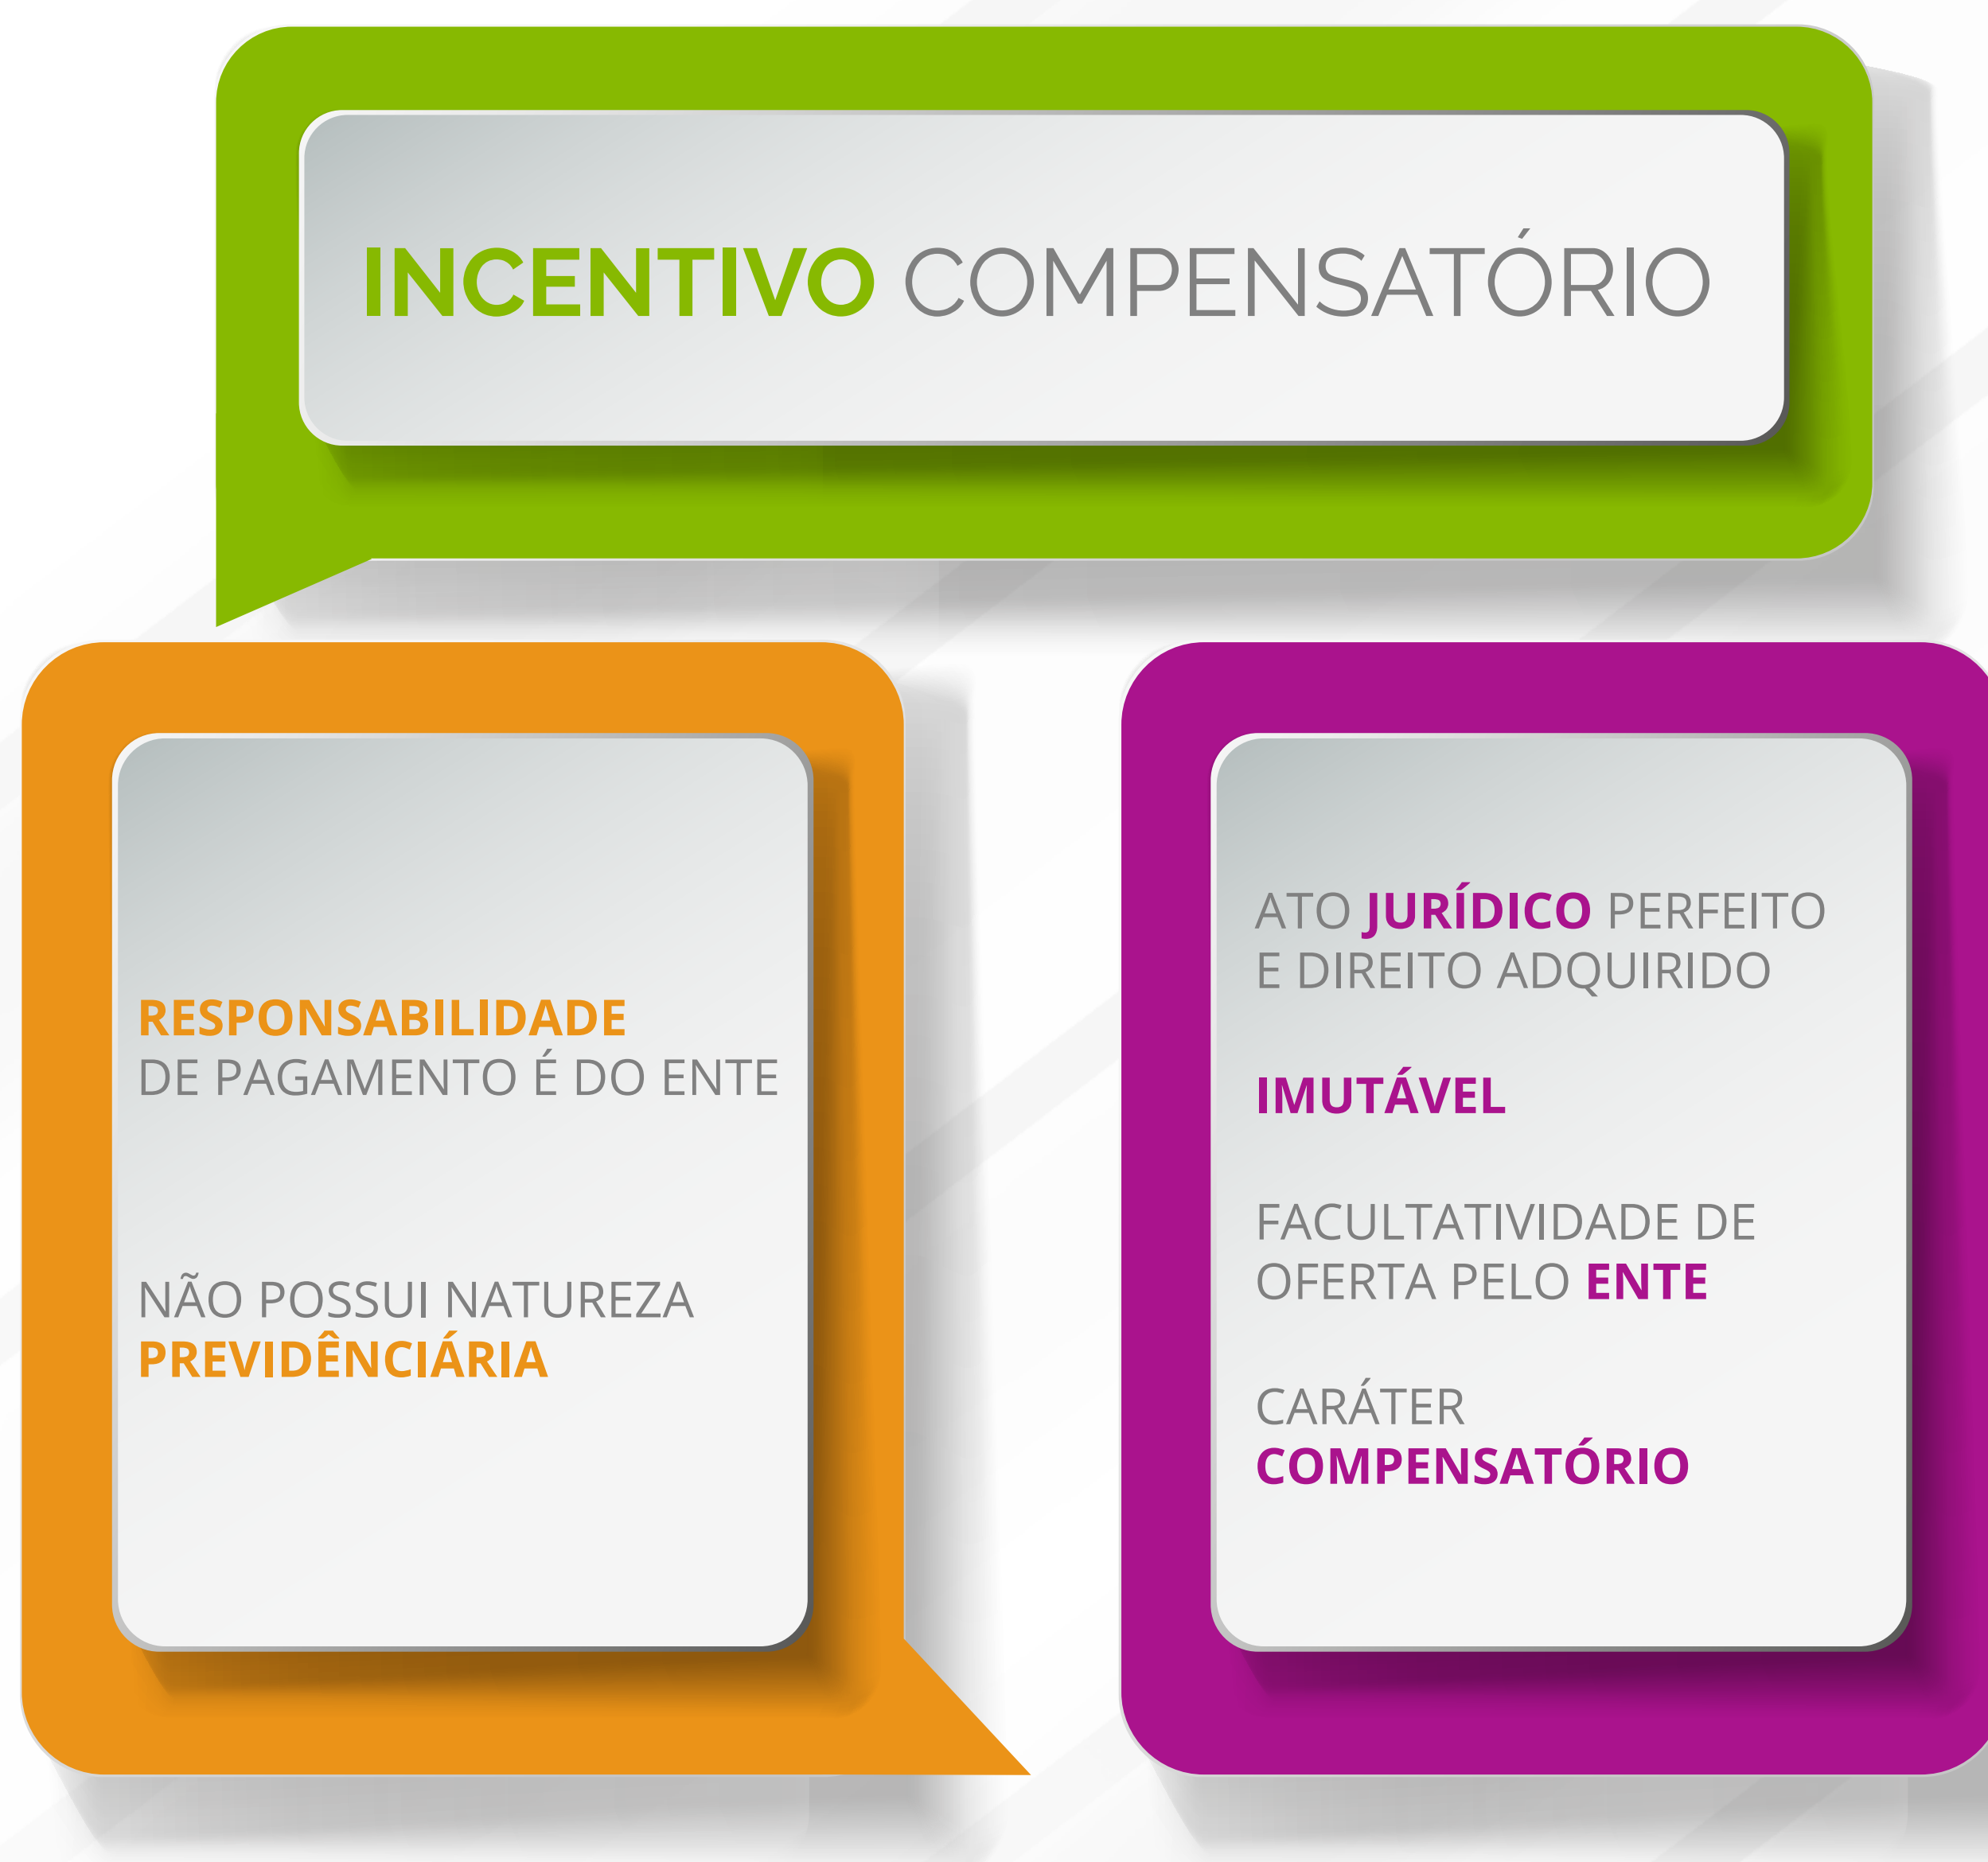 INCENTIVO COMPENSATÓRIO
RESPONSABILIDADE
DE PAGAMENTO É DO ENTE
NÃO POSSUI NATUREZA
PREVIDÊNCIÁRIA
ATO JURÍDICO PERFEITO
E DIREITO ADQUIRIDO
IMUTÁVEL
FACULTATIVIDADE DE
OFERTA PELO ENTE
CARÁTER
COMPENSATÓRIO